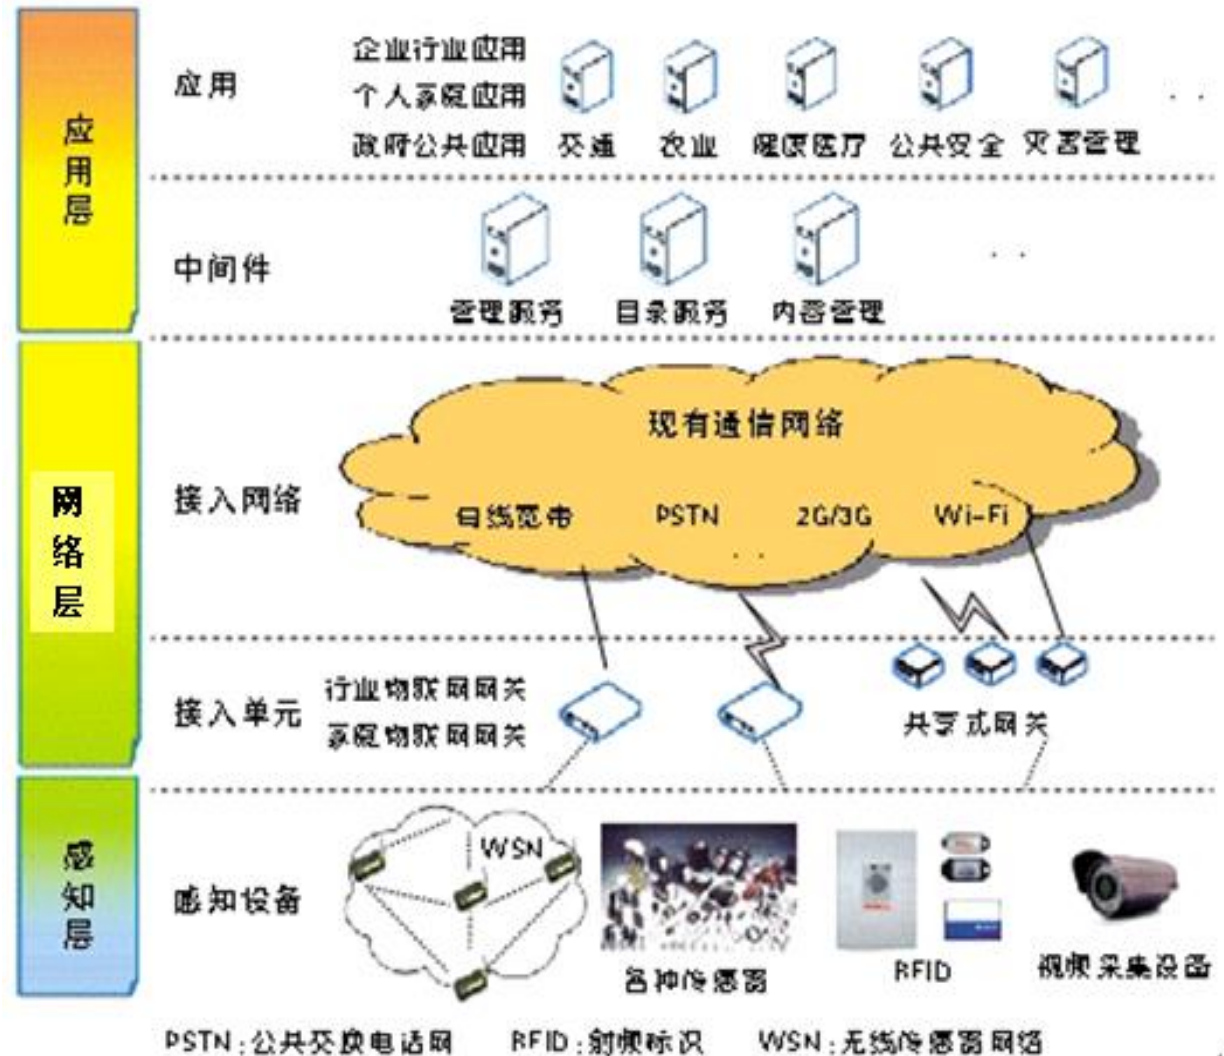 应用层
应用
企业行业应用
个人家庭应用
政府公共应用
交通 农业 健康医疗 公共安全 灾害管理
中间件
管理服务 目录服务 内容管理
网络层
接入网络
现有通信网络
有线宽带 PSTN 2G/3G Wi-Fi
接入单元
行业物联网网关
家庭物联网网关
共享式网关
感知层
感知设备
WSN
各种传感器
RFID
视频采集设备
PSTN:公共交换电话网 RFID:射频标识 WSN:无线传感器网络